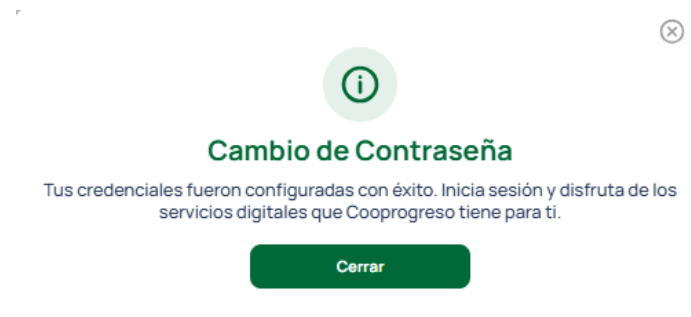 Cambio de Contraseña
Tus credenciales fueron configuradas con éxito. Inicia sesión y disfruta de los
servicios digitales que Cooprogreso tiene para ti.
Cerrar